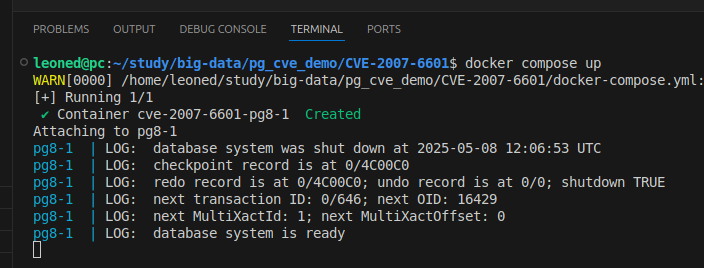 PROBLEMS OUTPUT DEBUG CONSOLE TERMINAL PORTS
leoned@pc:~/study/big-data/pg_cve_demo/CVE-2007-6601$ docker compose up
WARN[0000] /home/leoned/study/big-data/pg_cve_demo/CVE-2007-6601/docker-compose.yml:
[+] Running 1/1
✔ Container cve-2007-6601-pg8-1  Created
Attaching to pg8-1
pg8-1  | LOG:  database system was shut down at 2025-05-08 12:06:53 UTC
pg8-1  | LOG:  checkpoint record is at 0/4C00C0
pg8-1  | LOG:  redo record is at 0/4C00C0; undo record is at 0/0; shutdown TRUE
pg8-1  | LOG:  next transaction ID: 0/646; next OID: 16429
pg8-1  | LOG:  next MultiXactId: 1; next MultiXactOffset: 0
pg8-1  | LOG:  database system is ready